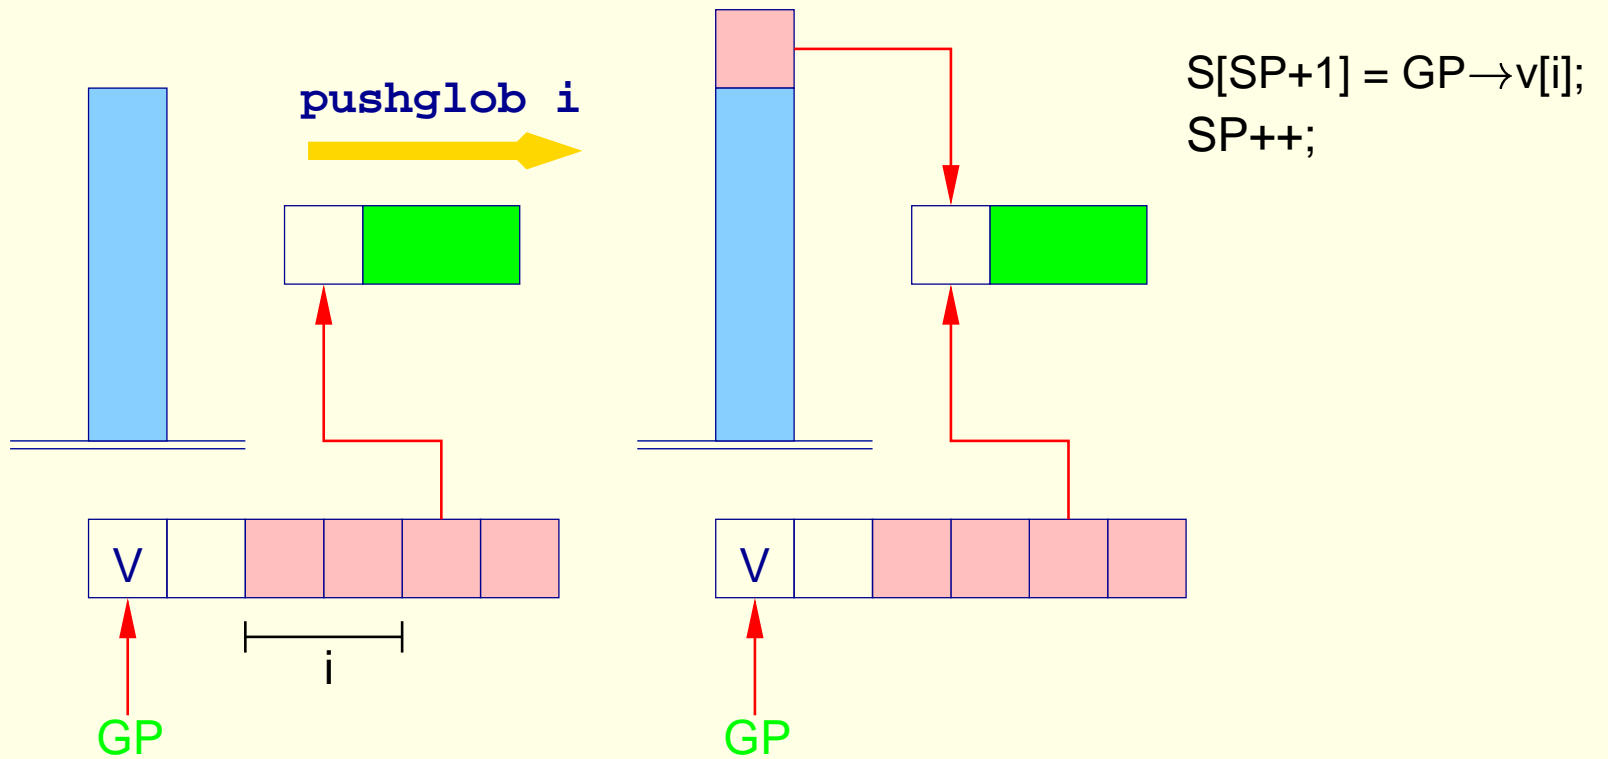 pushglob i
S[SP+1] = GP→v[i];
SP++;
V
V
i
GP
GP